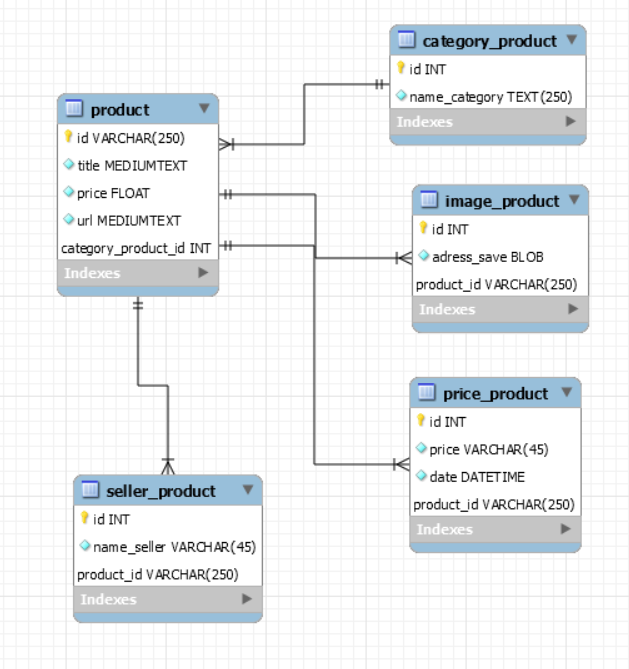 category_product
id INT
name_category TEXT(250)
Indexes
product
id VARCHAR(250)
title MEDIUMTEXT
price FLOAT
url MEDIUMTEXT
category_product_id INT
Indexes
image_product
id INT
adress_save BLOB
product_id VARCHAR(250)
Indexes
price_product
id INT
price VARCHAR(45)
date DATETIME
product_id VARCHAR(250)
Indexes
seller_product
id INT
name_seller VARCHAR(45)
product_id VARCHAR(250)
Indexes